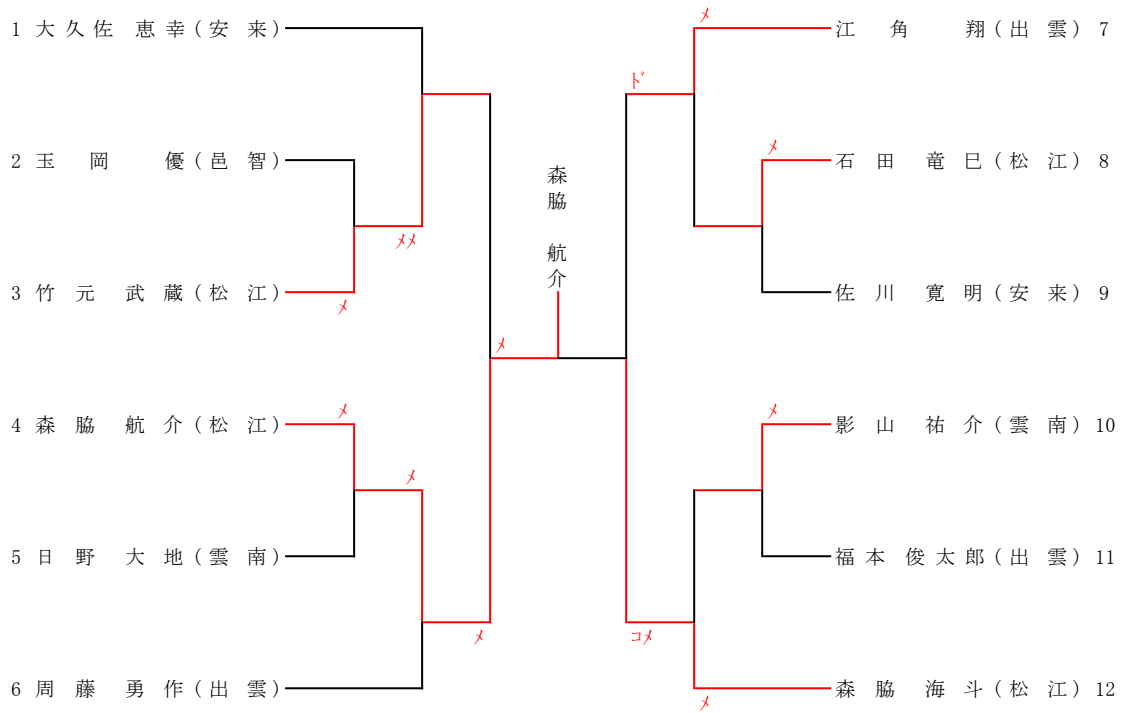 1 大久佐 恵幸(安 来)
メ
江 角 翔(出 雲) 7
ド
2 玉 岡 優(邑 智)
メ
石 田 竜 巳(松 江) 8
森脇 航介
メメ
3 竹 元 武 蔵(松 江)
メ
佐 川 寛 明(安 来) 9
メ
4 森 脇 航 介(松 江)
メ
メ
影 山 祐 介(雲 南) 10
メ
5 日 野 大 地(雲 南)
福 本 俊 太 郎(出 雲) 11
メ
コメ
6 周 藤 勇 作(出 雲)
メ
森 脇 海 斗(松 江) 12